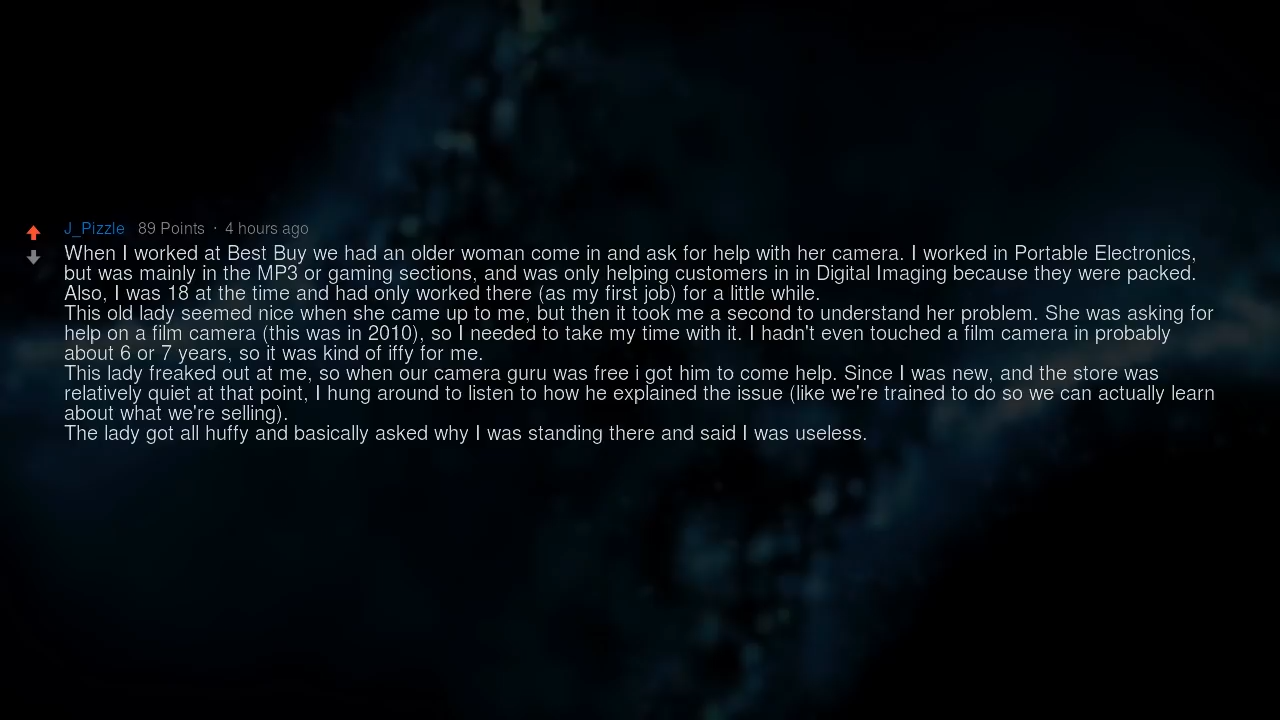 J_Pizzle 89 Points · 4 hours ago
When I worked at Best Buy we had an older woman come in and ask for help with her camera. I worked in Portable Electronics,
but was mainly in the MP3 or gaming sections, and was only helping customers in in Digital Imaging because they were packed.
Also, I was 18 at the time and had only worked there (as my first job) for a little while.
This old lady seemed nice when she came up to me, but then it took me a second to understand her problem. She was asking for
help on a film camera (this was in 2010), so I needed to take my time with it. I hadn't even touched a film camera in probably
about 6 or 7 years, so it was kind of iffy for me.
This lady freaked out at me, so when our camera guru was free i got him to come help. Since I was new, and the store was
relatively quiet at that point, I hung around to listen to how he explained the issue (like we're trained to do so we can actually learn
about what we're selling).
The lady got all huffy and basically asked why I was standing there and said I was useless.